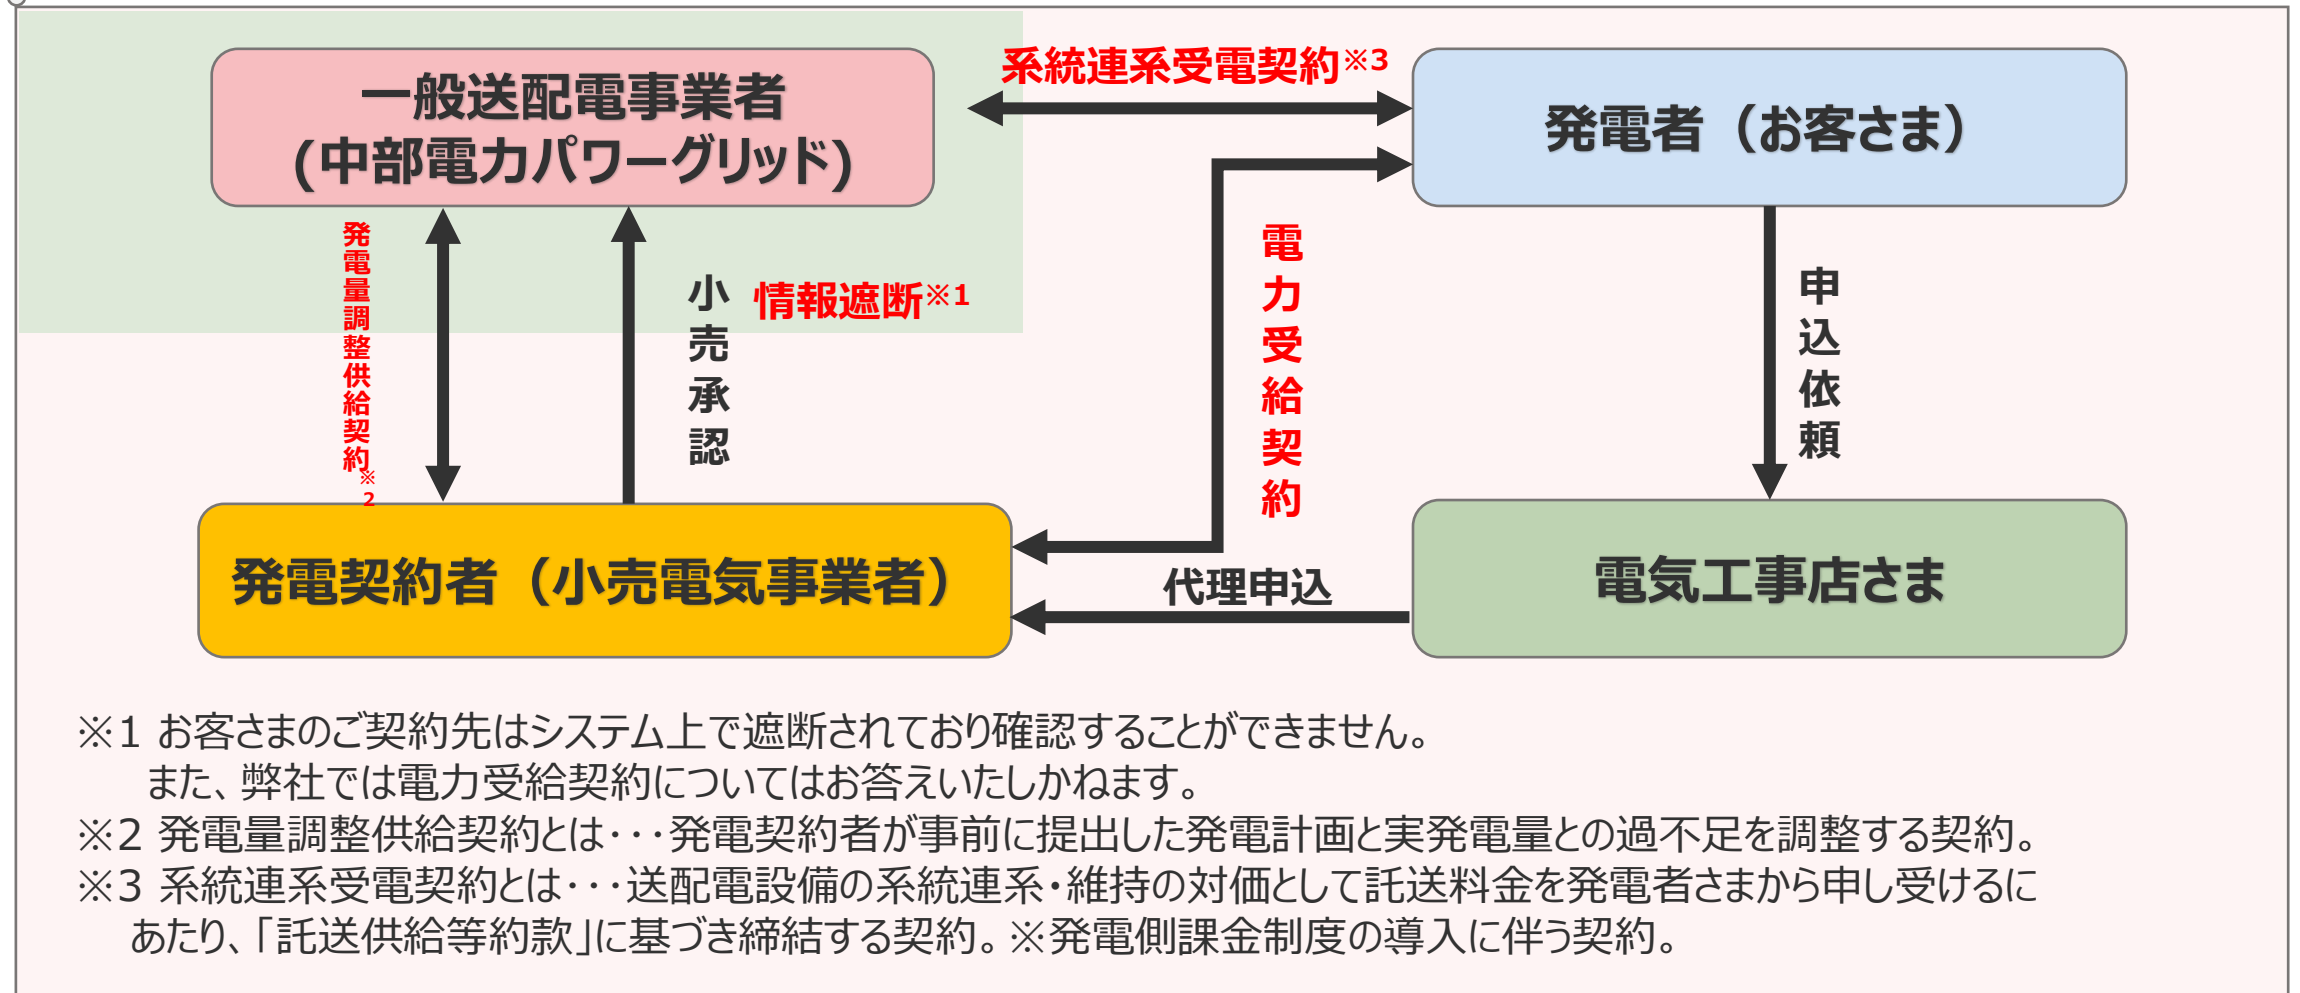 一般送配電事業者
(中部電力パワーグリッド)
系統連系受電契約※3
発電者（お客さま）
発電量調整供給契約※2
小売承認
情報遮断※1
電力受給契約
申込依頼
発電契約者（小売電気事業者）
代理申込
電気工事店さま
※1 お客さまのご契約先はシステム上で遮断されており確認することができません。
また、弊社では電力受給契約についてはお答えいたしかねます。
※2 発電量調整供給契約とは・・・発電契約者が事前に提出した発電計画と実発電量との過不足を調整する契約。
※3 系統連系受電契約とは・・・送配電設備の系統連系・維持の対価として託送料金を発電者さまから申し受けるに
あたり、「託送供給等約款」に基づき締結する契約。※発電側課金制度の導入に伴う契約。